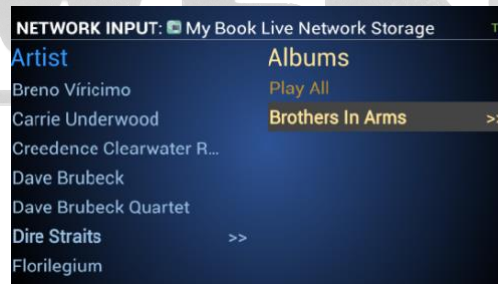 NETWORK INPUT: My Book Live Network Storage
Artist
Breno Víricimo
Carrie Underwood
Creedence Clearwater R...
Dave Brubeck
Dave Brubeck Quartet
Dire Straits >>
Florilegium
Albums
Play All
Brothers In Arms >>